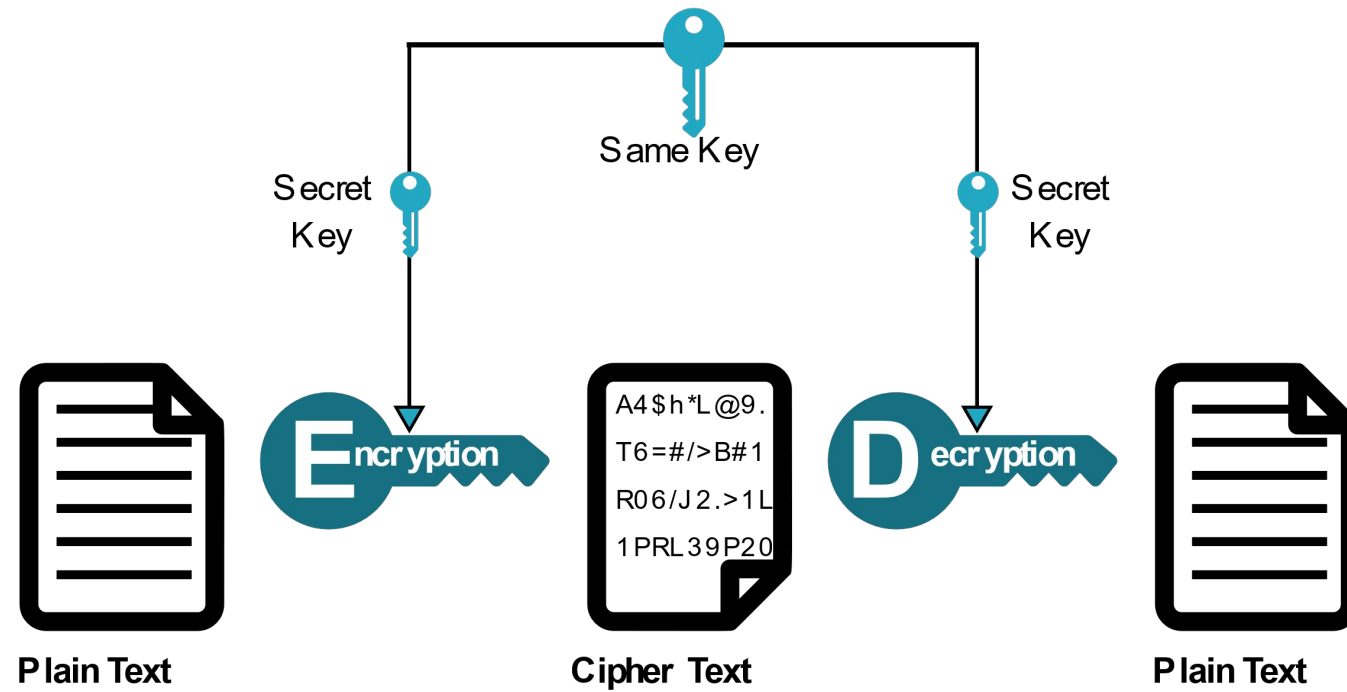 Same Key
Secret
Key
Secret
Key
Encryption
A4$h*L@9.
T6=#/>B#1
R06/J2.>1L
1PRL39P20
Decryption
Plain Text
Cipher Text
Plain Text